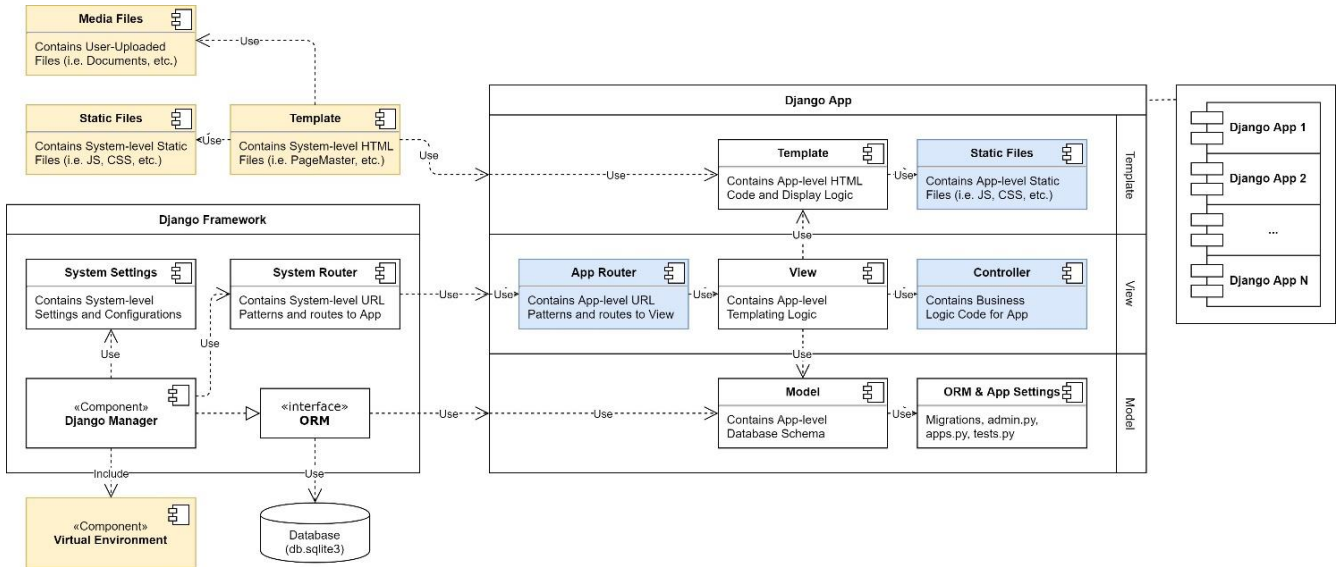 Media Files
Contains User-Uploaded
Files (i.e. Documents, etc.)
Use
Static Files
Contains System-level Static
Files (i.e. JS, CSS, etc.)
Use
Template
Contains System-level HTML
Files (i.e. PageMaster, etc.)
Use
Django Framework
System Settings
Contains System-level
Settings and Configurations
System Router
Contains System-level URL
Patterns and routes to App
Use
Use
Use
«Component»
Django Manager
«interface»
ORM
Use
Include
Use
«Component»
Virtual Environment
Database
(db.sqlite3)
Django App
Use
Template
Contains App-level HTML
Code and Display Logic
Use
Static Files
Contains App-level Static
Files (i.e. JS, CSS, etc.)
Template
Use
Use
App Router
Contains App-level URL
Patterns and routes to View
Use
View
Contains App-level
Templating Logic
Use
Controller
Contains Business
Logic Code for App
View
Use
Use
Model
Contains App-level
Database Schema
Use
ORM & App Settings
Migrations, admin.py,
apps.py, tests.py
Model
Django App 1
Django App 2
...
Django App N